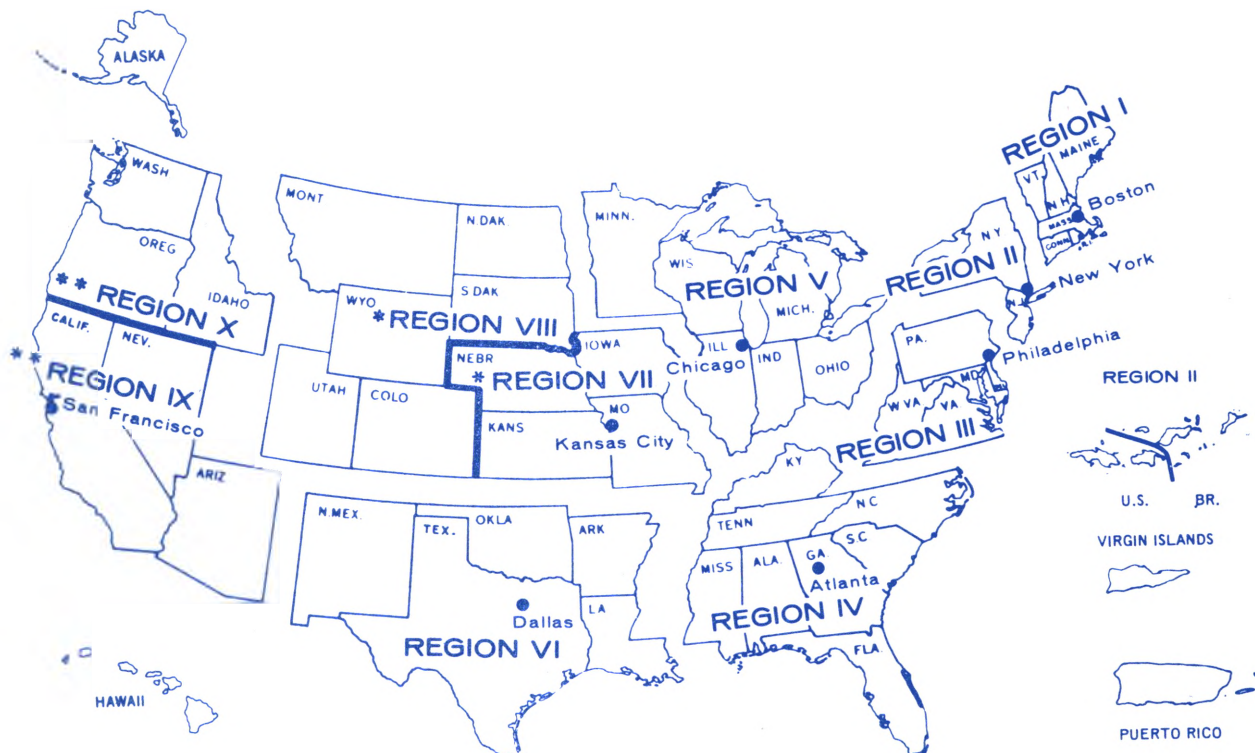 ALASKA
WASH
OREG
** REGION X
IDAHO
CALIF.
NEV.
** REGION IX
San Francisco
ARIZ
HAWAII
MONT
N.DAK
S DAK
WYO
*REGION VIII
NEBR
* REGION VII
UTAH
COLO
KANS
MO
Kansas City
IOWA
MINN.
WIS
REGION V
MICH.
ILL
Chicago
IND
OHIO
N.MEX.
TEX.
OKLA
ARK
LA
Dallas
REGION VI
KY
TENN
N C
S.C
MISS
ALA.
GA.
Atlanta
REGION IV
FLA.
REGION I
MAINE
VT.
N.H.
MASS
CONN
R.I.
Boston
N Y
REGION II
New York
N.J.
PA.
Philadelphia
MD
W VA
VA
REGION III
REGION II
U.S. BR.
VIRGIN ISLANDS
PUERTO RICO